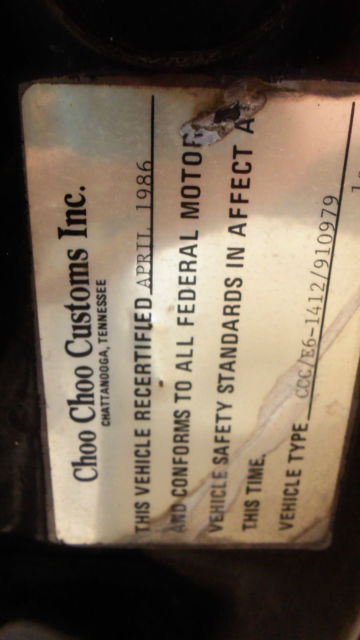 Choo Choo Customs Inc.
CHATTANOOGA, TENNESSEE
THIS VEHICLE RECERTIFIED APRIL 1986
AND CONFORMS TO ALL FEDERAL MOTOR
VEHICLE SAFETY STANDARDS IN AFFECT
THIS TIME.
VEHICLE TYPE CCC/E6-1412/910979